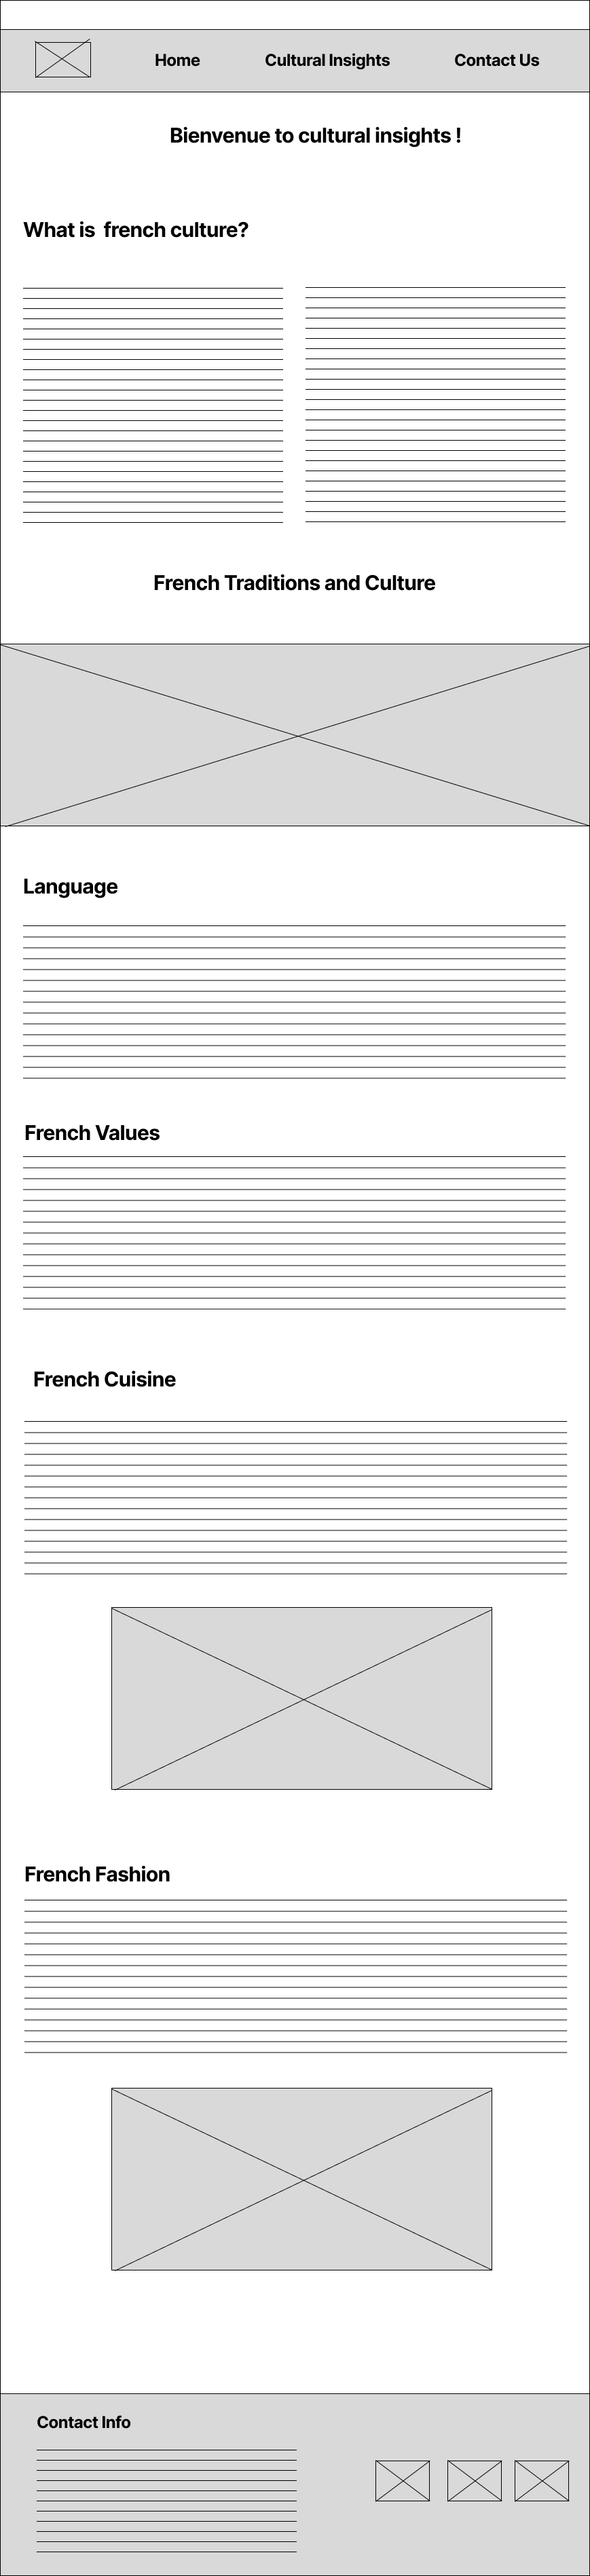 Home Cultural Insights Contact Us
Bienvenue to cultural insights !
What is  french culture?
French Traditions and Culture
Language
French Values
French Cuisine
French Fashion
Contact Info